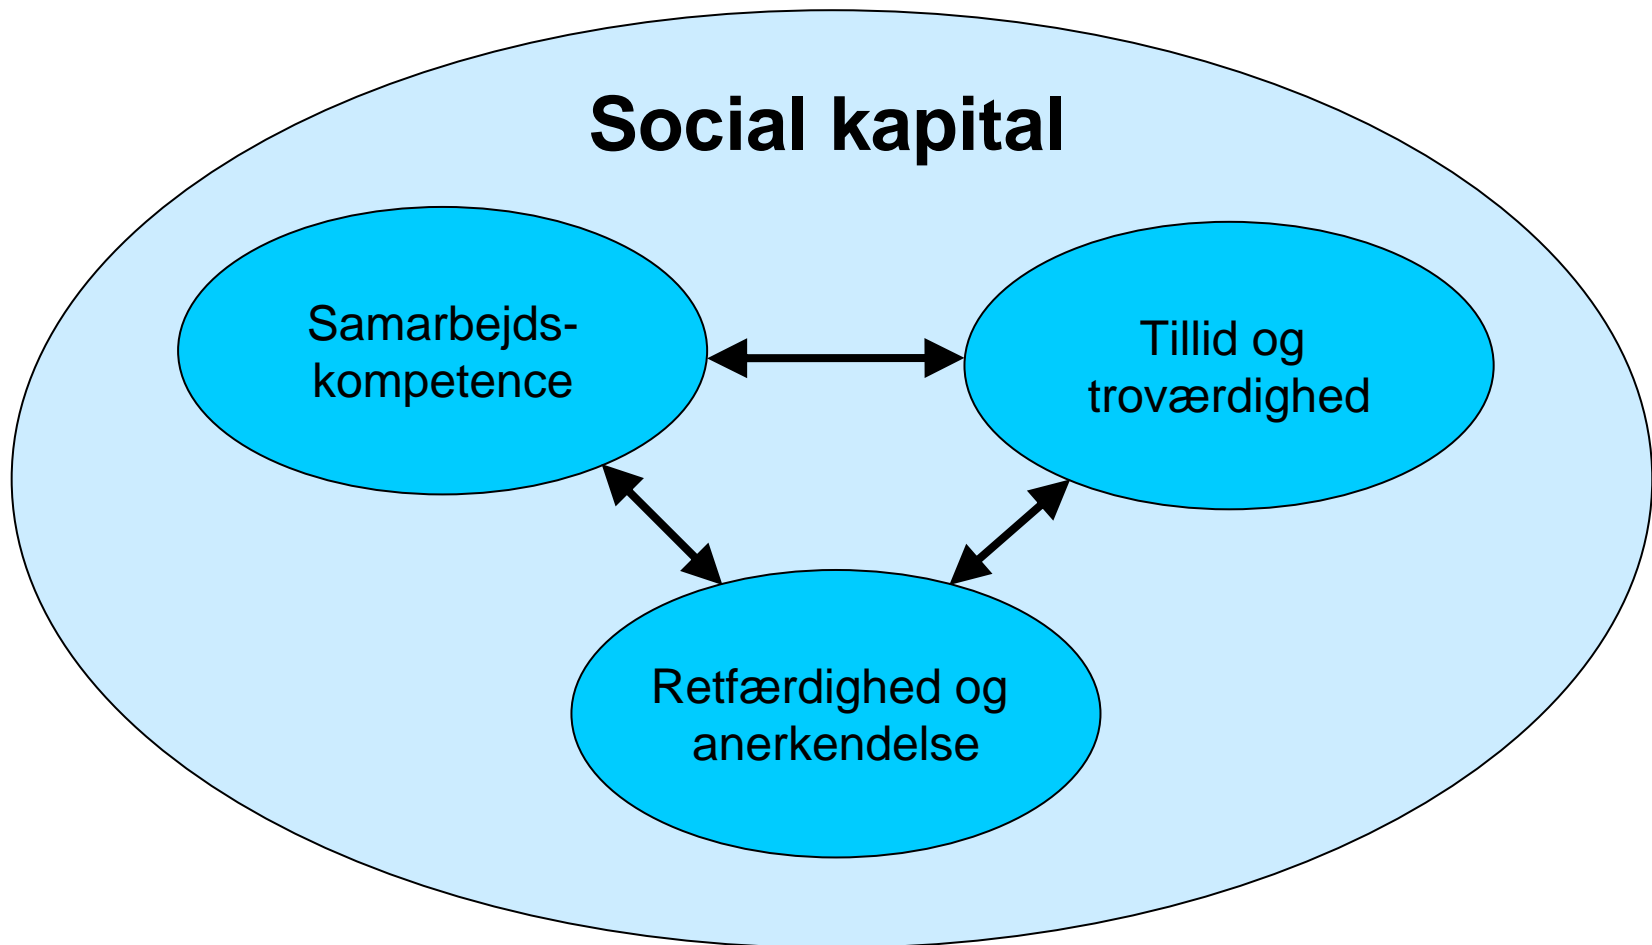 Social kapital
Samarbejds-
kompetence
Tillid og
troværdighed
Retfærdighed og
anerkendelse